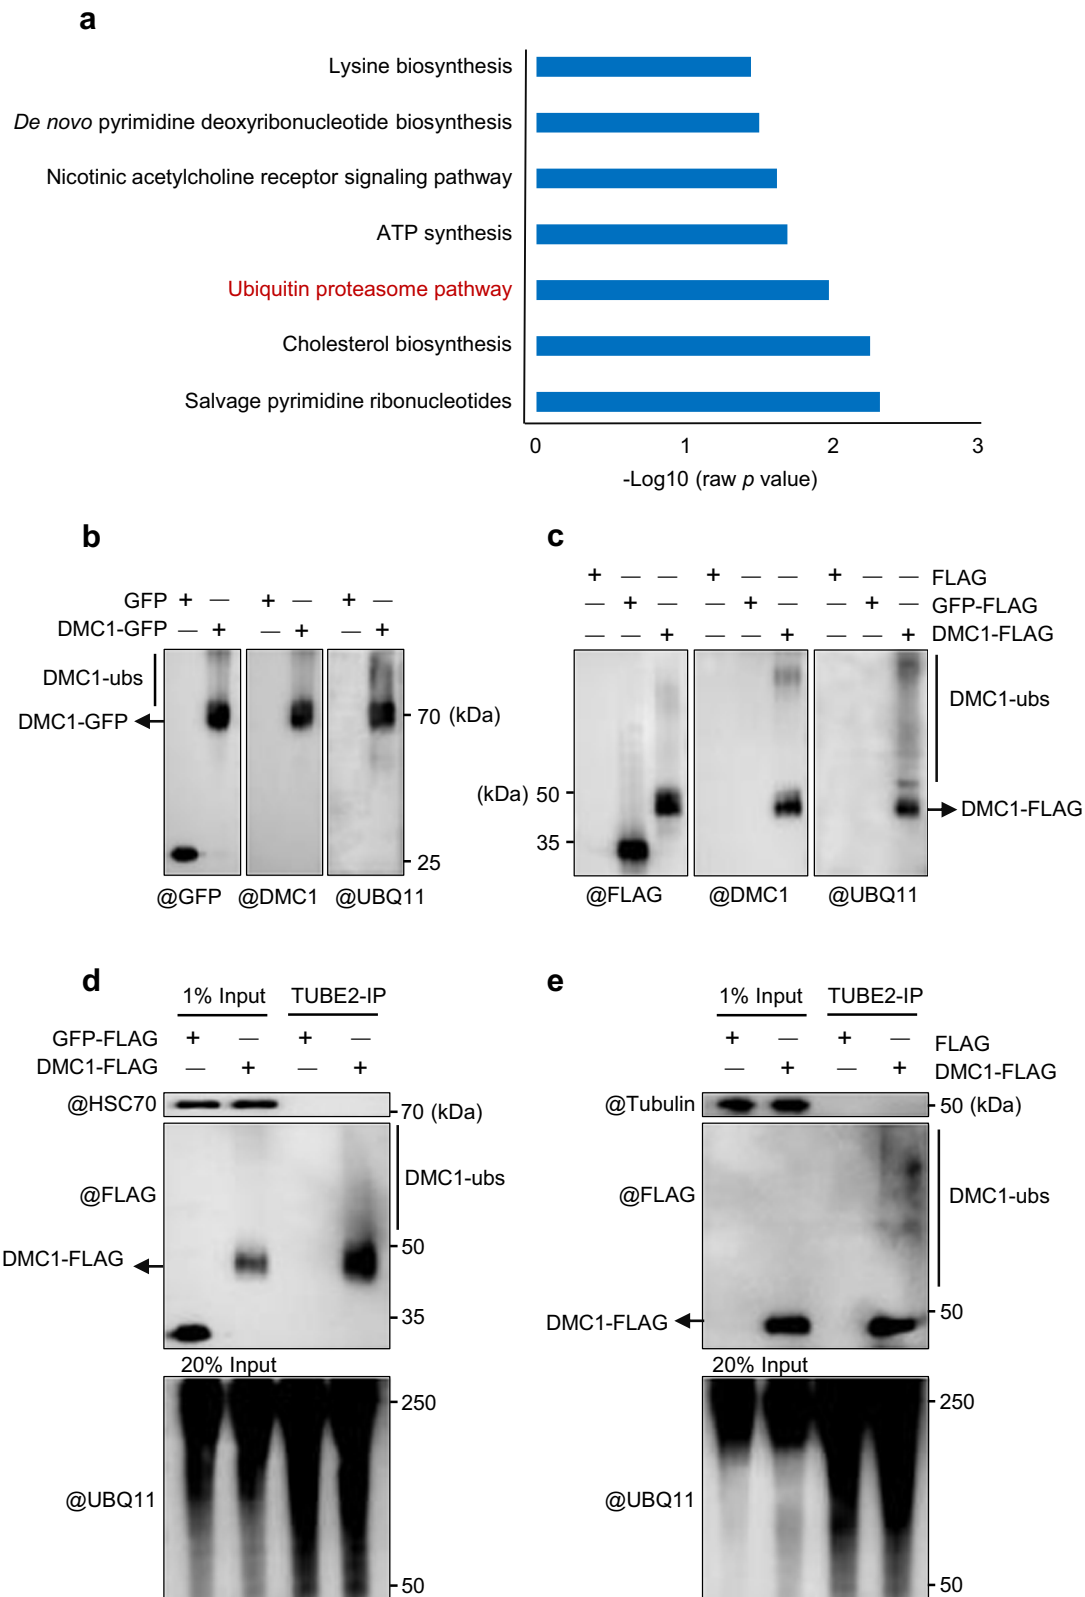 a
Lysine biosynthesis
De novo pyrimidine deoxyribonucleotide biosynthesis
Nicotinic acetylcholine receptor signaling pathway
ATP synthesis
Ubiquitin proteasome pathway
Cholesterol biosynthesis
Salvage pyrimidine ribonucleotides
0 1 2 3
-Log10 (raw p value)
b
GFP + — + — + —
DMC1-GFP — + — + — +
DMC1-ubs
DMC1-GFP
70 (kDa)
25
@GFP @DMC1 @UBQ11
c
+ — — + — — + — — FLAG
— + — — + — — + — GFP-FLAG
— — + — — + — — + DMC1-FLAG
DMC1-ubs
(kDa) 50
DMC1-FLAG
35
@FLAG @DMC1 @UBQ11
d
1% Input TUBE2-IP
GFP-FLAG + — + —
DMC1-FLAG — + — +
@HSC70
70 (kDa)
DMC1-ubs
@FLAG
50
DMC1-FLAG
35
20% Input
250
@UBQ11
50
e
1% Input TUBE2-IP
+ — + — FLAG
— + — + DMC1-FLAG
@Tubulin 50 (kDa)
@FLAG DMC1-ubs
50
DMC1-FLAG
20% Input
250
@UBQ11
50